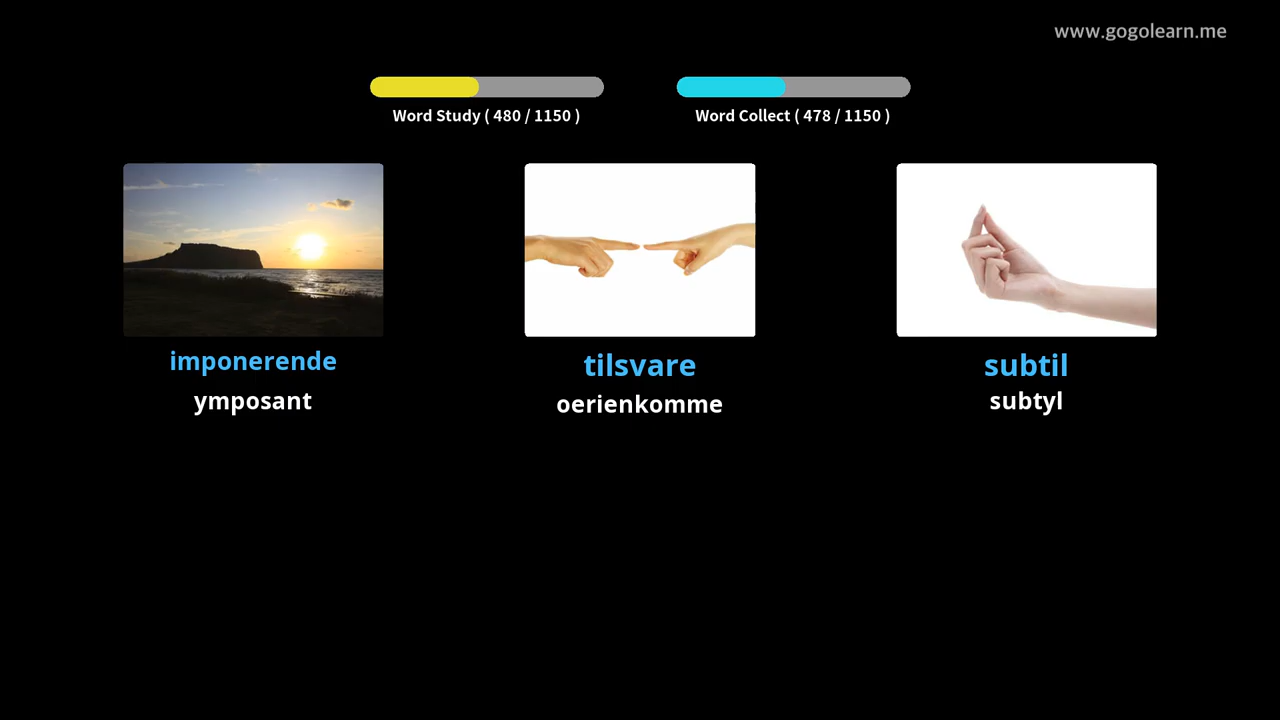 www.gogolearn.me
Word Study ( 480 / 1150 )
Word Collect ( 478 / 1150 )
imponerende
ymposant
tilsvare
oerienkomme
subtil
subtyl